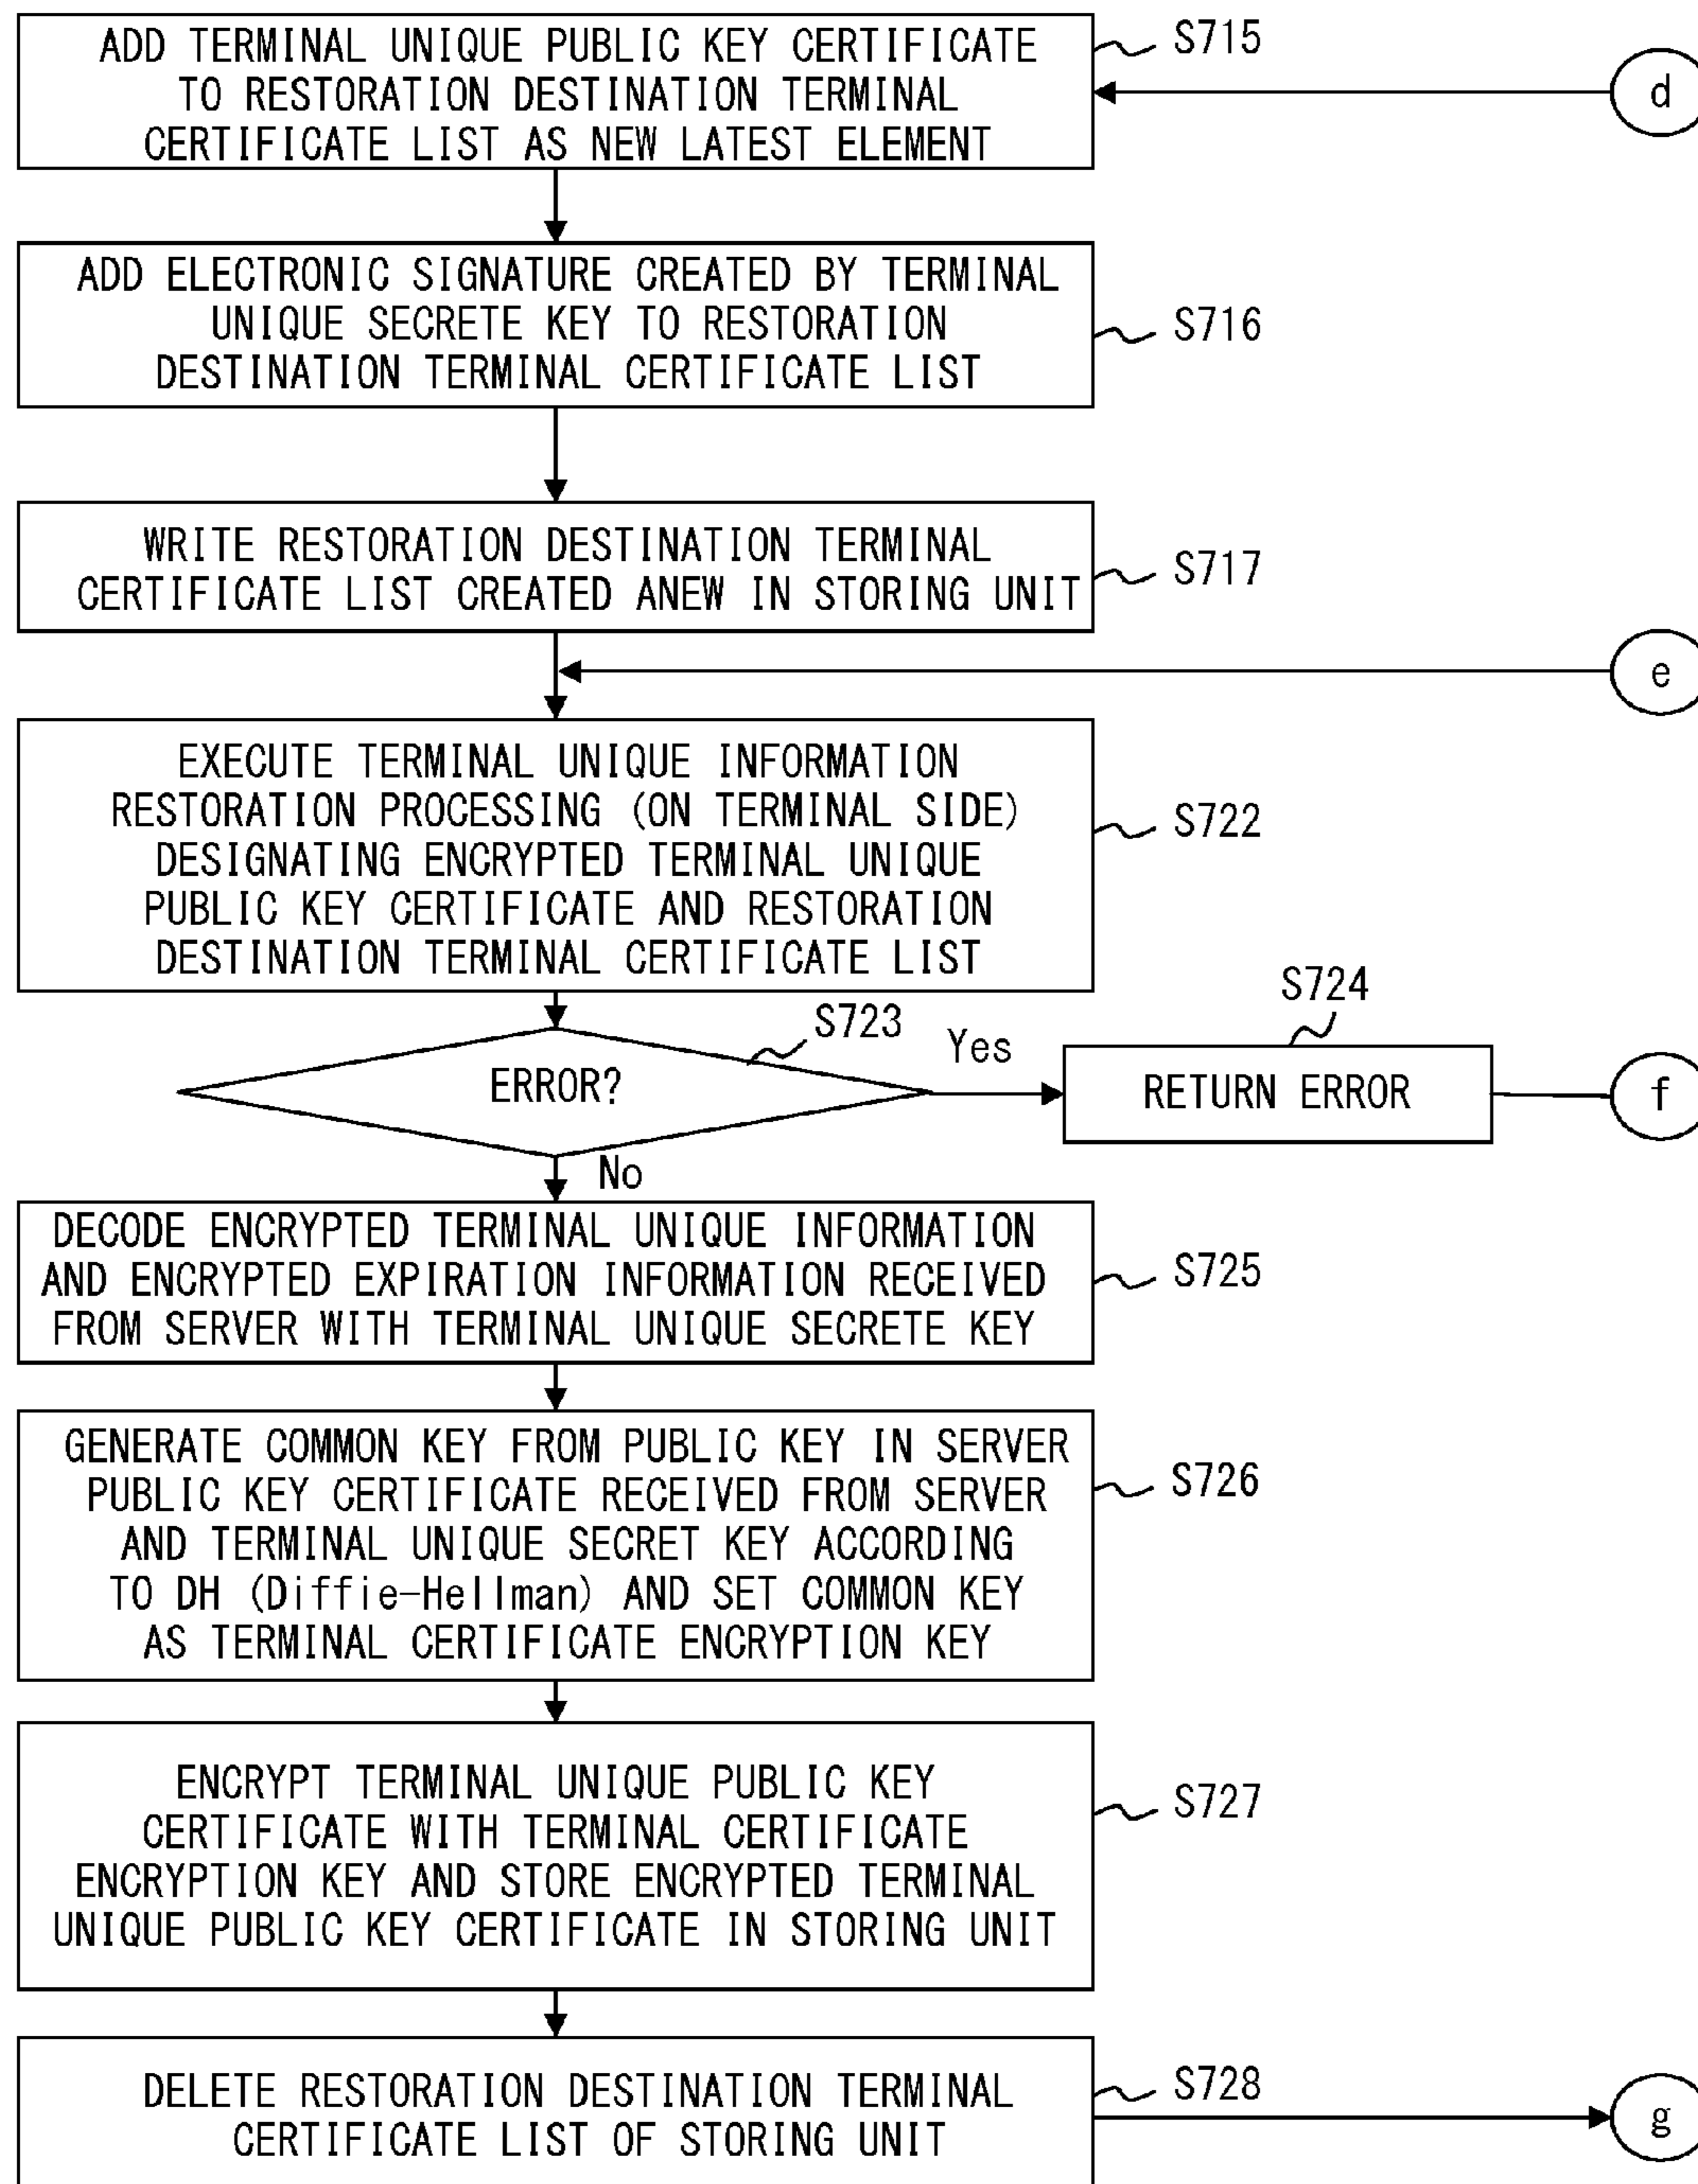 ADD TERMINAL UNIQUE PUBLIC KEY CERTIFICATE
TO RESTORATION DESTINATION TERMINAL
CERTIFICATE LIST AS NEW LATEST ELEMENT
S715
d
ADD ELECTRONIC SIGNATURE CREATED BY TERMINAL
UNIQUE SECRETE KEY TO RESTORATION
DESTINATION TERMINAL CERTIFICATE LIST
S716
WRITE RESTORATION DESTINATION TERMINAL
CERTIFICATE LIST CREATED ANEW IN STORING UNIT
S717
e
EXECUTE TERMINAL UNIQUE INFORMATION
RESTORATION PROCESSING (ON TERMINAL SIDE)
DESIGNATING ENCRYPTED TERMINAL UNIQUE
PUBLIC KEY CERTIFICATE AND RESTORATION
DESTINATION TERMINAL CERTIFICATE LIST
S722
ERROR?
S723
Yes
S724
RETURN ERROR
f
No
DECODE ENCRYPTED TERMINAL UNIQUE INFORMATION
AND ENCRYPTED EXPIRATION INFORMATION RECEIVED
FROM SERVER WITH TERMINAL UNIQUE SECRETE KEY
S725
GENERATE COMMON KEY FROM PUBLIC KEY IN SERVER
PUBLIC KEY CERTIFICATE RECEIVED FROM SERVER
AND TERMINAL UNIQUE SECRET KEY ACCORDING
TO DH (Diffie-Hellman) AND SET COMMON KEY
AS TERMINAL CERTIFICATE ENCRYPTION KEY
S726
ENCRYPT TERMINAL UNIQUE PUBLIC KEY
CERTIFICATE WITH TERMINAL CERTIFICATE
ENCRYPTION KEY AND STORE ENCRYPTED TERMINAL
UNIQUE PUBLIC KEY CERTIFICATE IN STORING UNIT
S727
DELETE RESTORATION DESTINATION TERMINAL
CERTIFICATE LIST OF STORING UNIT
S728
g